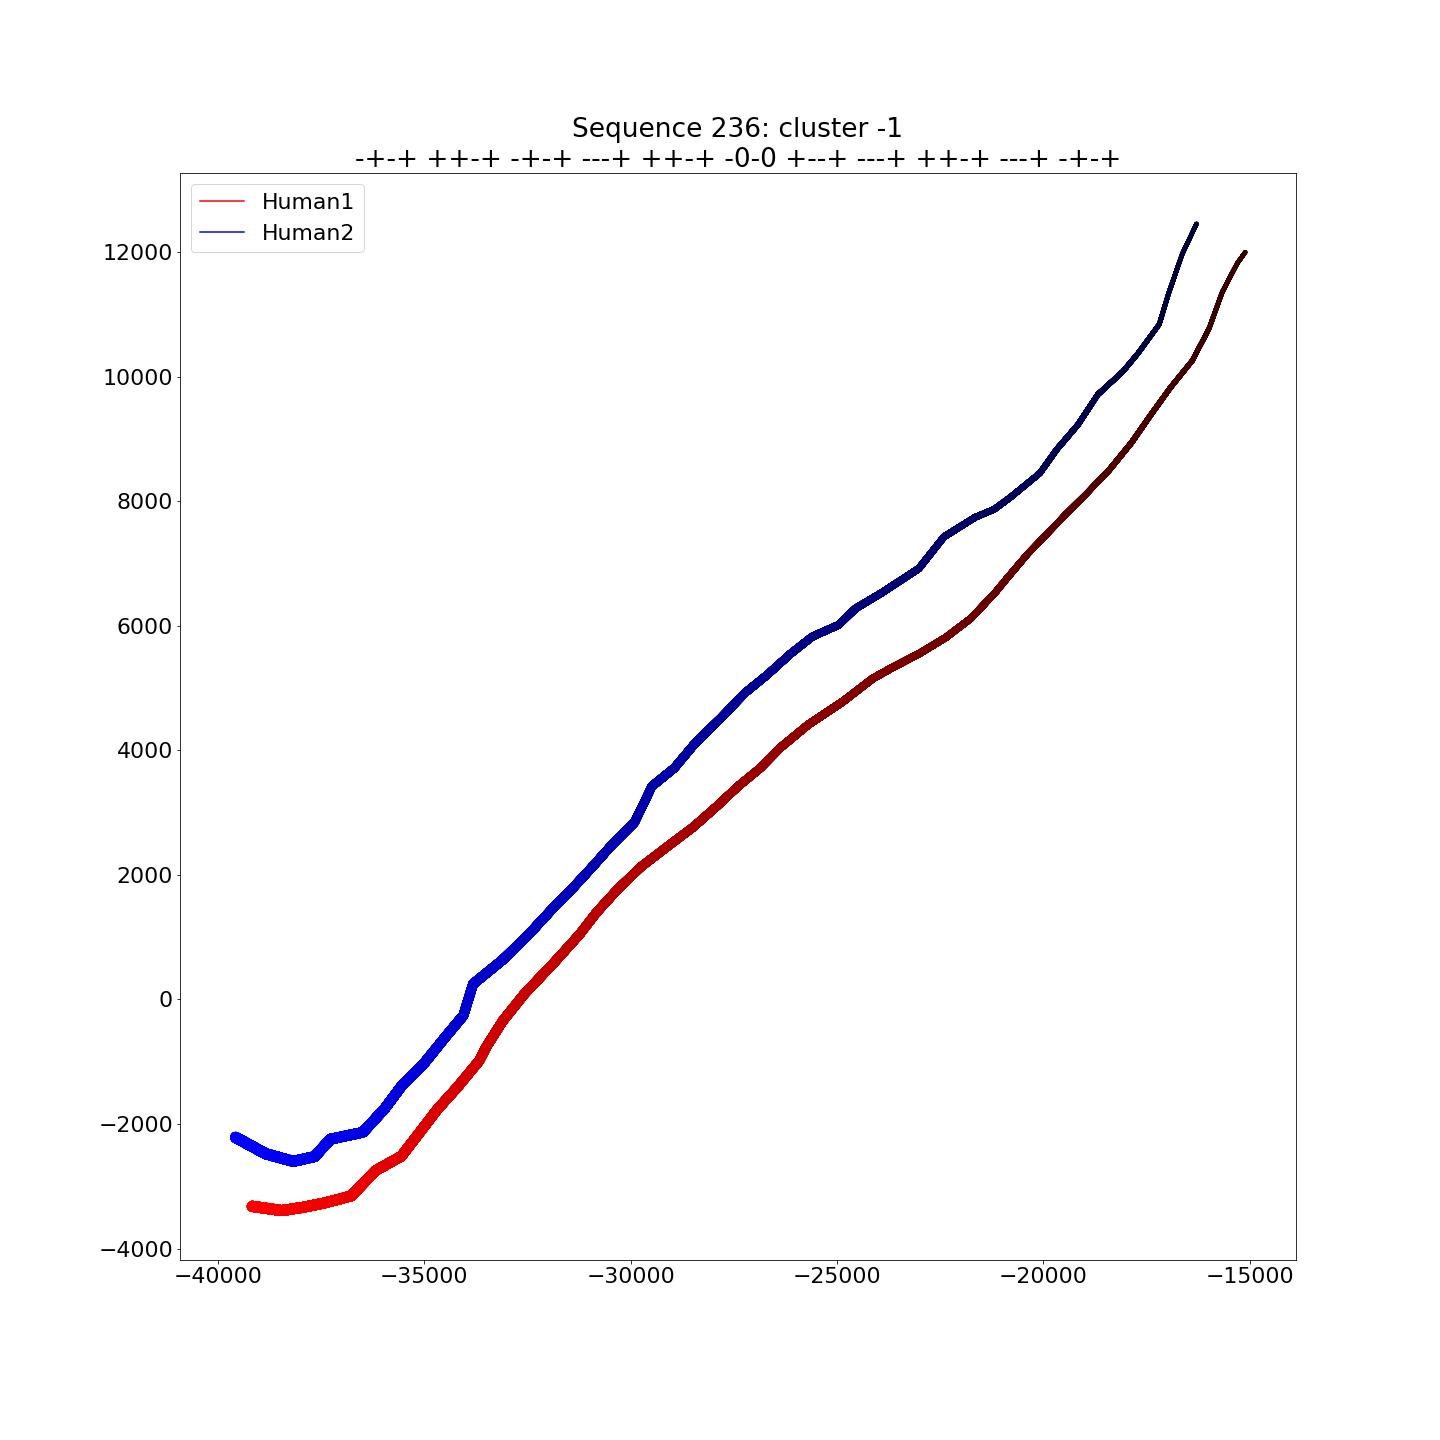 Sequence 236: cluster -1
-+-+ ++-+ -+-+ ---+ ++-+ -0-0 +--+ ---+ ++-+ ---+ -+-+
Human1
Human2
12000
10000
8000
6000
4000
2000
0
−2000
−4000
−40000 −35000 −30000 −25000 −20000 −15000